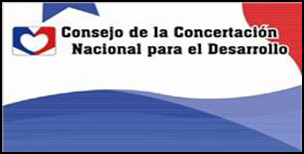 Consejo de la Concertación
Nacional para el Desarrollo